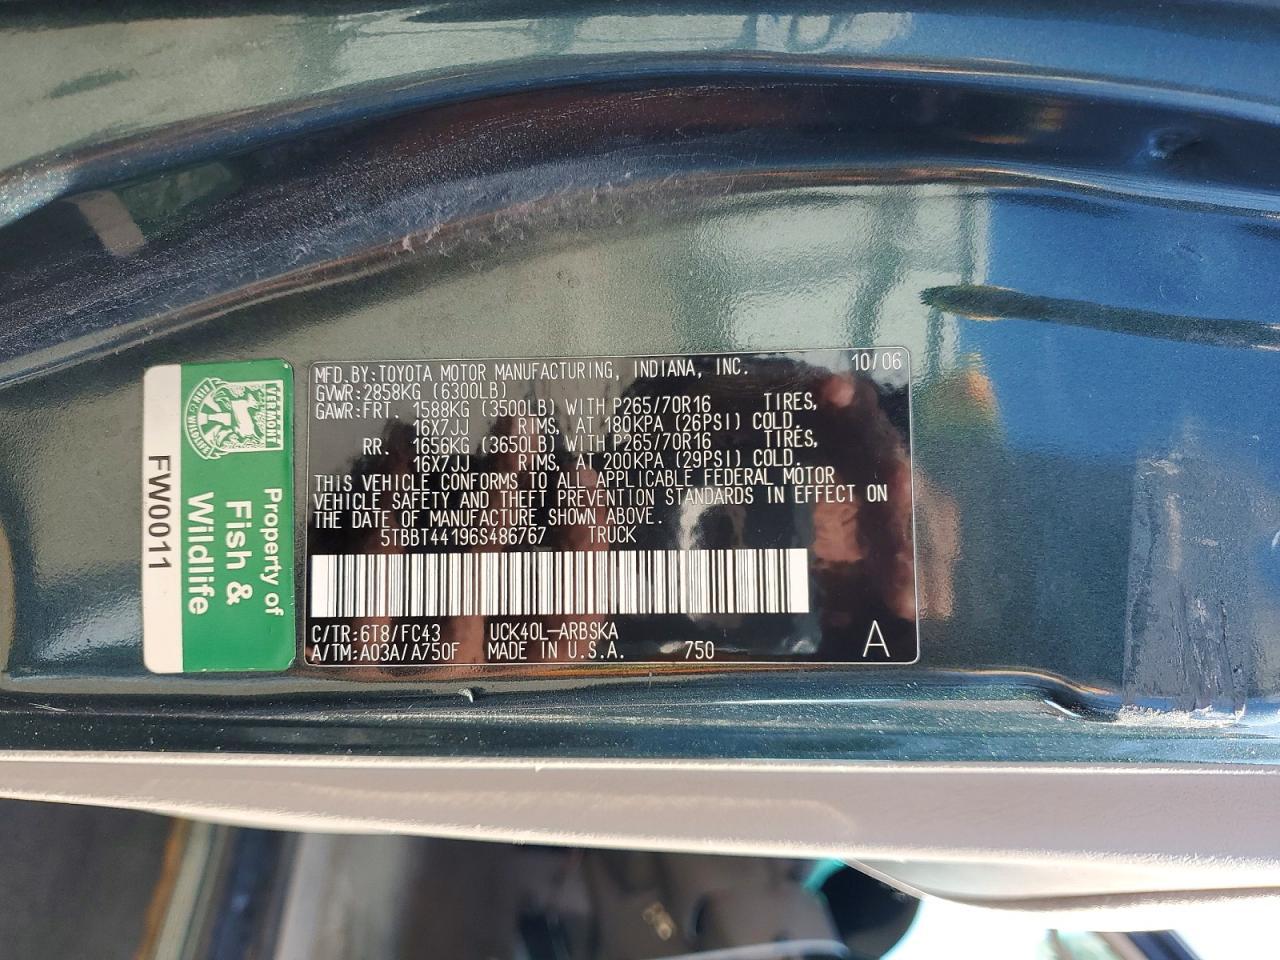 MFD.BY:TOYOTA MOTOR MANUFACTURING, INDIANA, INC. 10/06
GVWR:2858KG (6300LB)
GAWR:FRT. 1588KG (3500LB) WITH P265/70R16 TIRES,
16X7JJ RIMS, AT 180KPA (26PSI) COLD.
RR. 1656KG (3650LB) WITH P265/70R16 TIRES,
16X7JJ RIMS, AT 200KPA (29PSI) COLD.
THIS VEHICLE CONFORMS TO ALL APPLICABLE FEDERAL MOTOR
VEHICLE SAFETY AND THEFT PREVENTION STANDARDS IN EFFECT ON
THE DATE OF MANUFACTURE SHOWN ABOVE.
5TBBT44196S486767 TRUCK
C/TR:6T8/FC43 UCK40L-ARBSKA
A/TM:A03A/A750F MADE IN U.S.A. 750 A
VERMONT
Property of
Fish &
Wildlife
FW0011